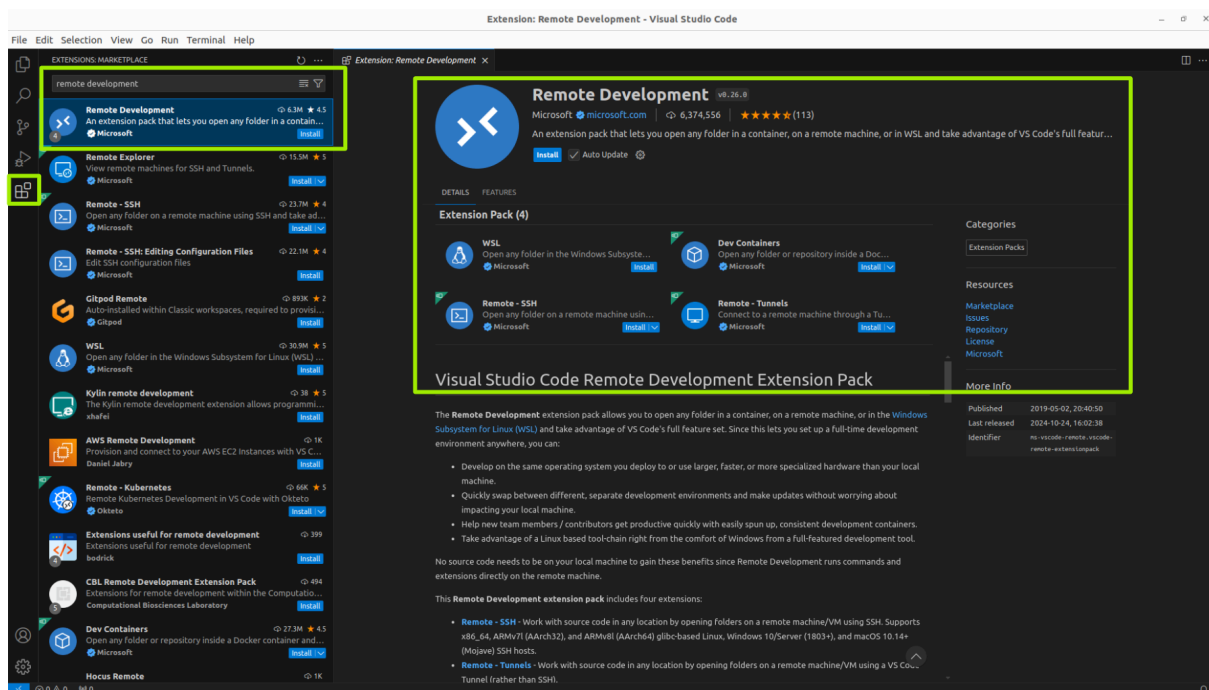 Extension: Remote Development - Visual Studio Code
File Edit Selection View Go Run Terminal Help
EXTENSIONS: MARKETPLACE
remote development
Remote Development 6.3M ★ 4.5
An extension pack that lets you open any folder in a contain...
Microsoft Install
4
Remote Explorer 15.5M ★ 5
View remote machines for SSH and Tunnels.
Microsoft Install
Remote - SSH 23.7M ★ 4
Open any folder on a remote machine using SSH and take ad...
Microsoft Install
Remote - SSH: Editing Configuration Files 22.1M ★ 4
Edit SSH configuration files
Microsoft Install
Gitpod Remote 893K ★ 2
Auto-installed within Classic workspaces, required to provisi...
Gitpod Install
WSL 30.9M ★ 5
Open any folder in the Windows Subsystem for Linux (WSL) ...
Microsoft Install
Kylin remote development 38 ★ 5
The Kylin remote development extension allows programmi...
xhafei Install
AWS Remote Development 1K
Provision and connect to your AWS EC2 Instances with VS C...
Daniel Jabry Install
Remote - Kubernetes 66K ★ 5
Remote Kubernetes Development in VS Code with Okteto
Okteto Install
Extensions useful for remote development 399
Extensions useful for remote development
bodrick Install
4
CBL Remote Development Extension Pack 494
Extensions for remote development within the Computatio...
Computational Biosciences Laboratory Install
5
Dev Containers 27.3M ★ 4.5
Open any folder or repository inside a Docker container and...
Microsoft Install
Hocus Remote 1K
Extension: Remote Development
Remote Development v0.26.0
Microsoft microsoft.com 6,374,556 ★★★★★(113)
An extension pack that lets you open any folder in a container, on a remote machine, or in WSL and take advantage of VS Code's full featur...
Install Auto Update
DETAILS FEATURES
Extension Pack (4)
WSL
Open any folder in the Windows Subsyste...
Microsoft Install
Dev Containers
Open any folder or repository inside a Doc...
Microsoft Install
Remote - SSH
Open any folder on a remote machine usin...
Microsoft Install
Remote - Tunnels
Connect to a remote machine through a Tu...
Microsoft Install
Visual Studio Code Remote Development Extension Pack
The Remote Development extension pack allows you to open any folder in a container, on a remote machine, or in the Windows
Subsystem for Linux (WSL) and take advantage of VS Code's full feature set. Since this lets you set up a full-time development
environment anywhere, you can:
• Develop on the same operating system you deploy to or use larger, faster, or more specialized hardware than your local
machine.
• Quickly swap between different, separate development environments and make updates without worrying about
impacting your local machine.
• Help new team members / contributors get productive quickly with easily spun up, consistent development containers.
• Take advantage of a Linux based tool-chain right from the comfort of Windows from a full-featured development tool.
No source code needs to be on your local machine to gain these benefits since Remote Development runs commands and
extensions directly on the remote machine.
This Remote Development extension pack includes four extensions:
• Remote - SSH - Work with source code in any location by opening folders on a remote machine/VM using SSH. Supports
x86_64, ARMv7l (AArch32), and ARMv8l (AArch64) glibc-based Linux, Windows 10/Server (1803+), and macOS 10.14+
(Mojave) SSH hosts.
• Remote - Tunnels - Work with source code in any location by opening folders on a remote machine/VM using a VS Code
Tunnel (rather than SSH).
Categories
Extension Packs
Resources
Marketplace
Issues
Repository
License
Microsoft
More Info
Published 2019-05-02, 20:40:50
Last released 2024-10-24, 16:02:38
Identifier ms-vscode-remote.vscode-
remote-extensionpack